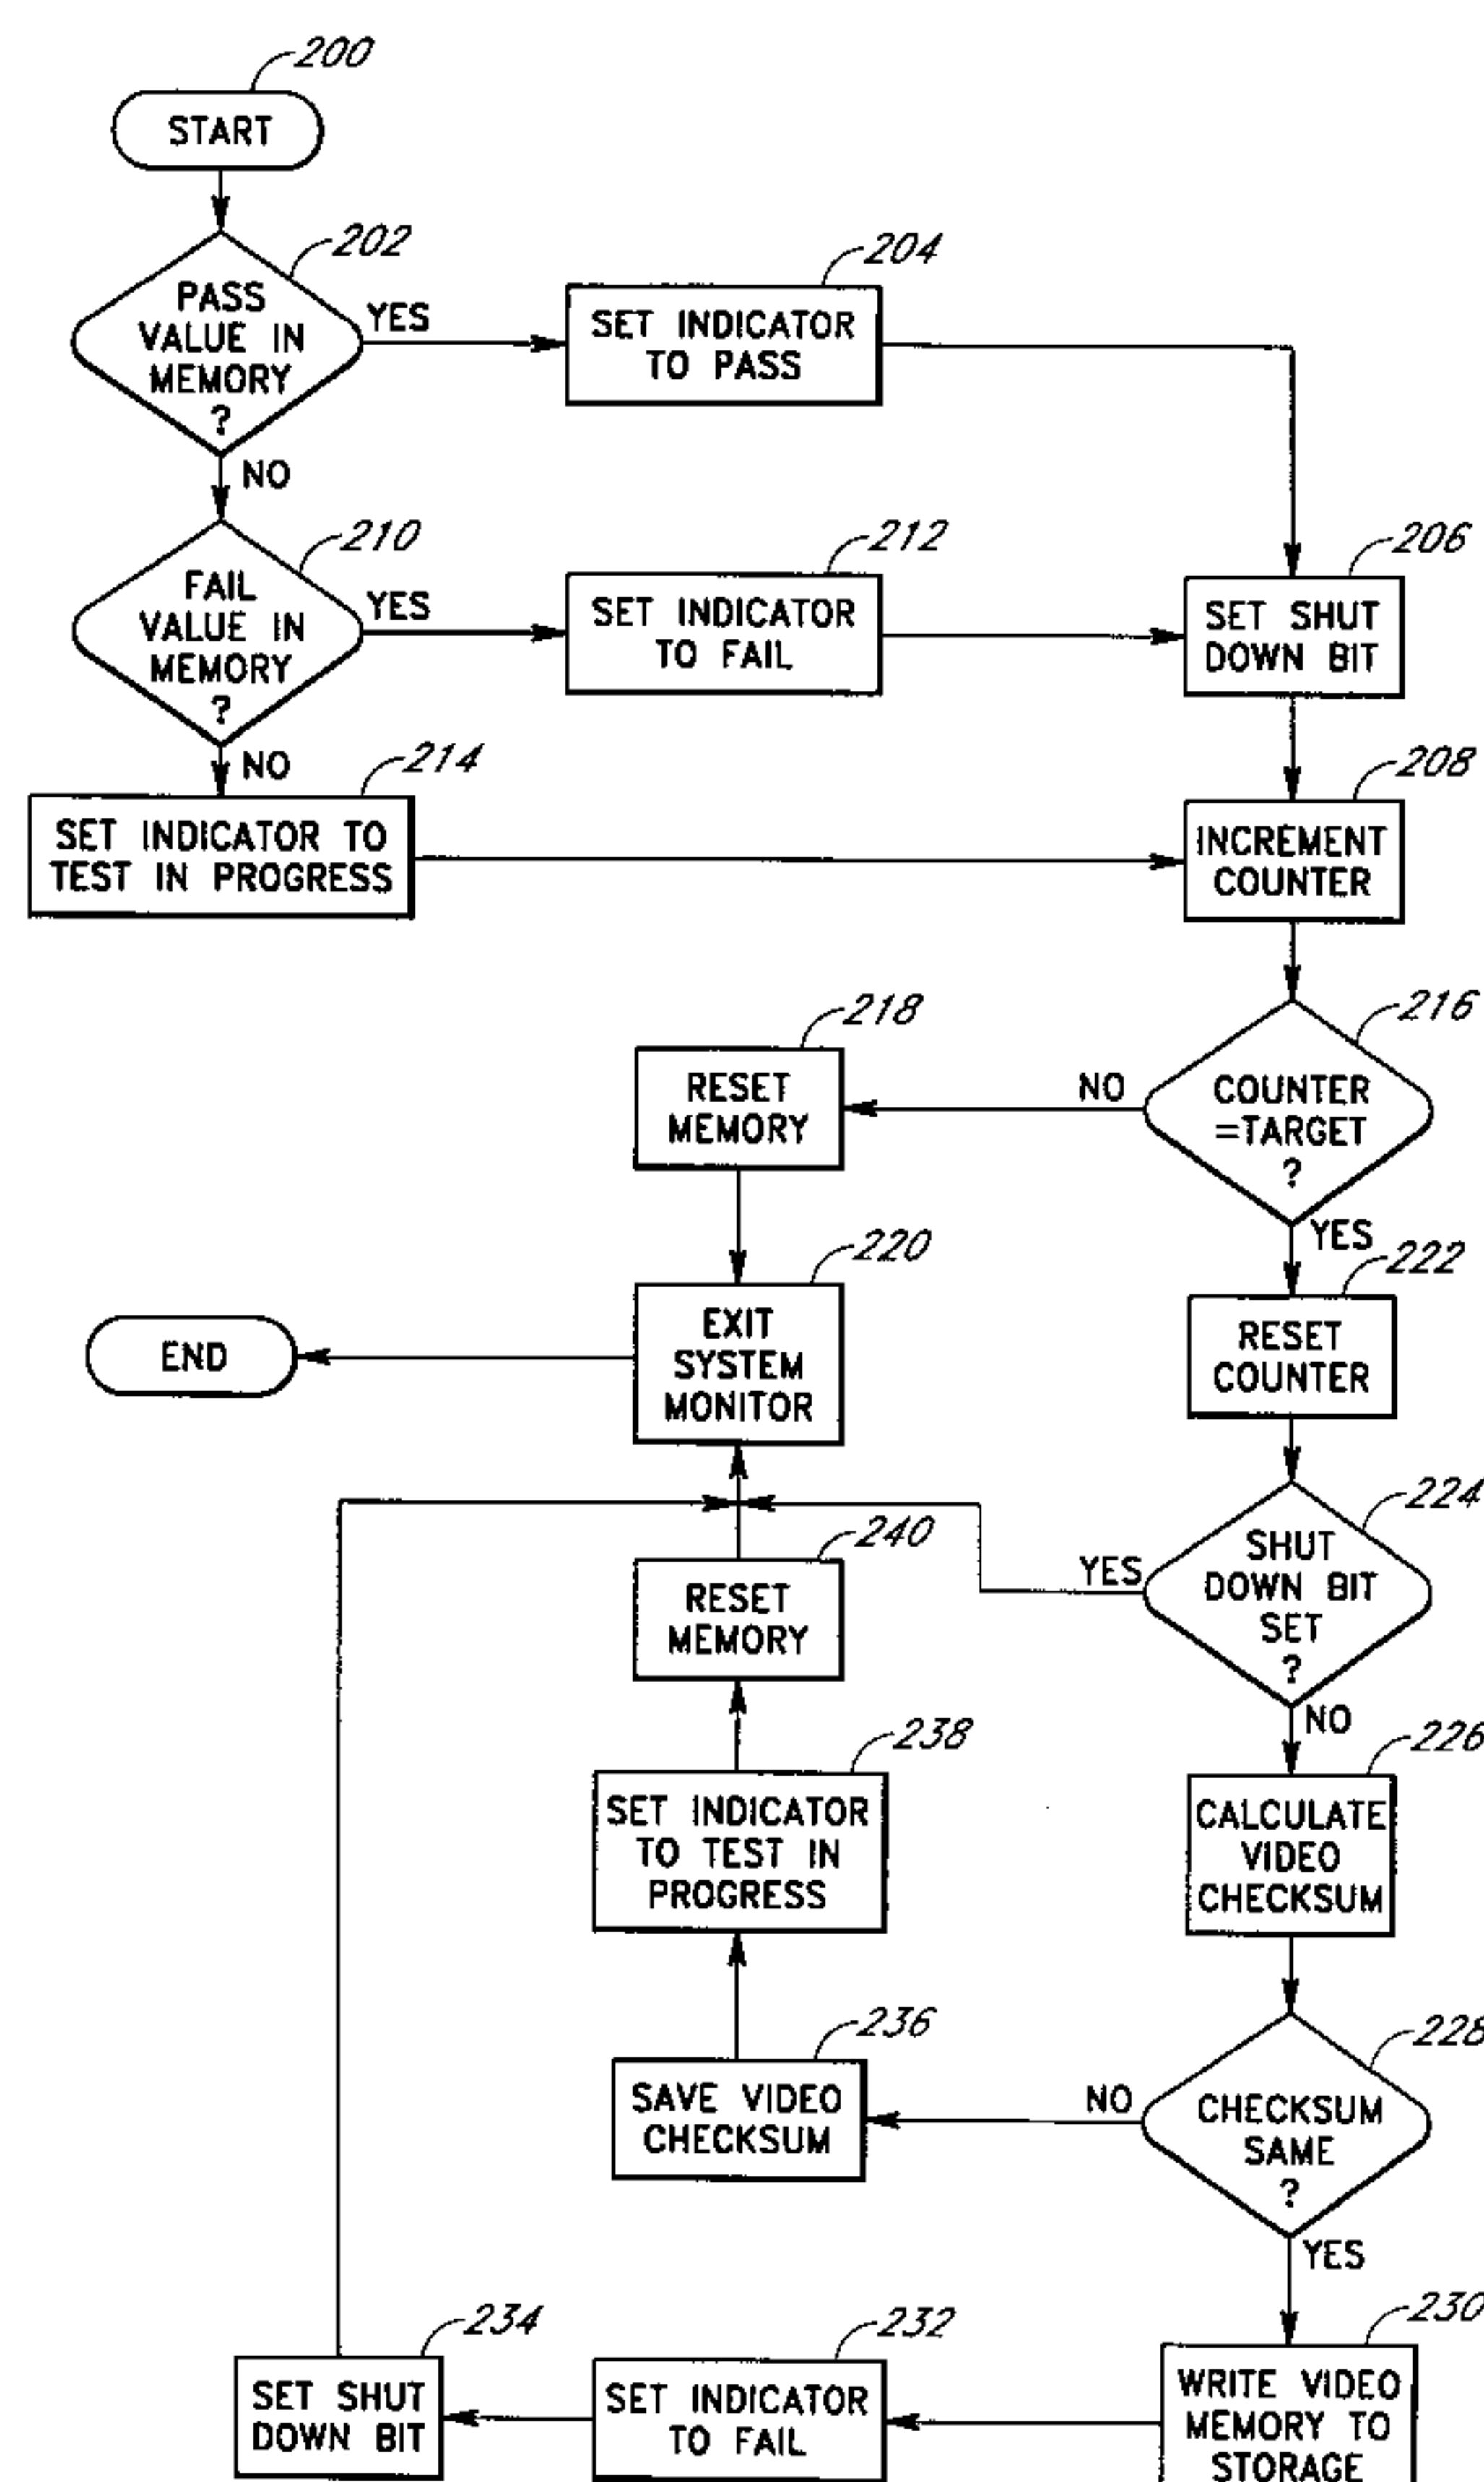 200
START
202
PASS
VALUE IN
MEMORY
?
YES
NO
204
SET INDICATOR
TO PASS
210
FAIL
VALUE IN
MEMORY
?
YES
NO
212
SET INDICATOR
TO FAIL
206
SET SHUT
DOWN BIT
214
SET INDICATOR TO
TEST IN PROGRESS
208
INCREMENT
COUNTER
216
COUNTER
=TARGET
?
NO
YES
218
RESET
MEMORY
220
EXIT
SYSTEM
MONITOR
END
222
RESET
COUNTER
224
SHUT
DOWN BIT
SET
?
YES
NO
240
RESET
MEMORY
238
SET INDICATOR
TO TEST IN
PROGRESS
226
CALCULATE
VIDEO
CHECKSUM
236
SAVE VIDEO
CHECKSUM
228
CHECKSUM
SAME
?
NO
YES
234
SET SHUT
DOWN BIT
232
SET INDICATOR
TO FAIL
230
WRITE VIDEO
MEMORY TO
STORAGE